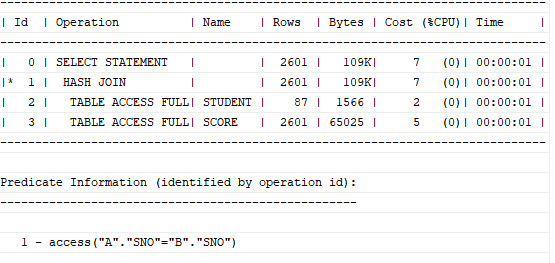 -------------------------------------------------------------------------------
| Id  | Operation          | Name    | Rows  | Bytes | Cost (%CPU)| Time     |
-------------------------------------------------------------------------------
|   0 | SELECT STATEMENT   |         |  2601 |   109K|     7   (0)| 00:00:01 |
|*  1 |  HASH JOIN         |         |  2601 |   109K|     7   (0)| 00:00:01 |
|   2 |   TABLE ACCESS FULL| STUDENT |    87 |  1566 |     2   (0)| 00:00:01 |
|   3 |   TABLE ACCESS FULL| SCORE   |  2601 | 65025 |     5   (0)| 00:00:01 |
-------------------------------------------------------------------------------
Predicate Information (identified by operation id):
---------------------------------------------------
   1 - access("A"."SNO"="B"."SNO")